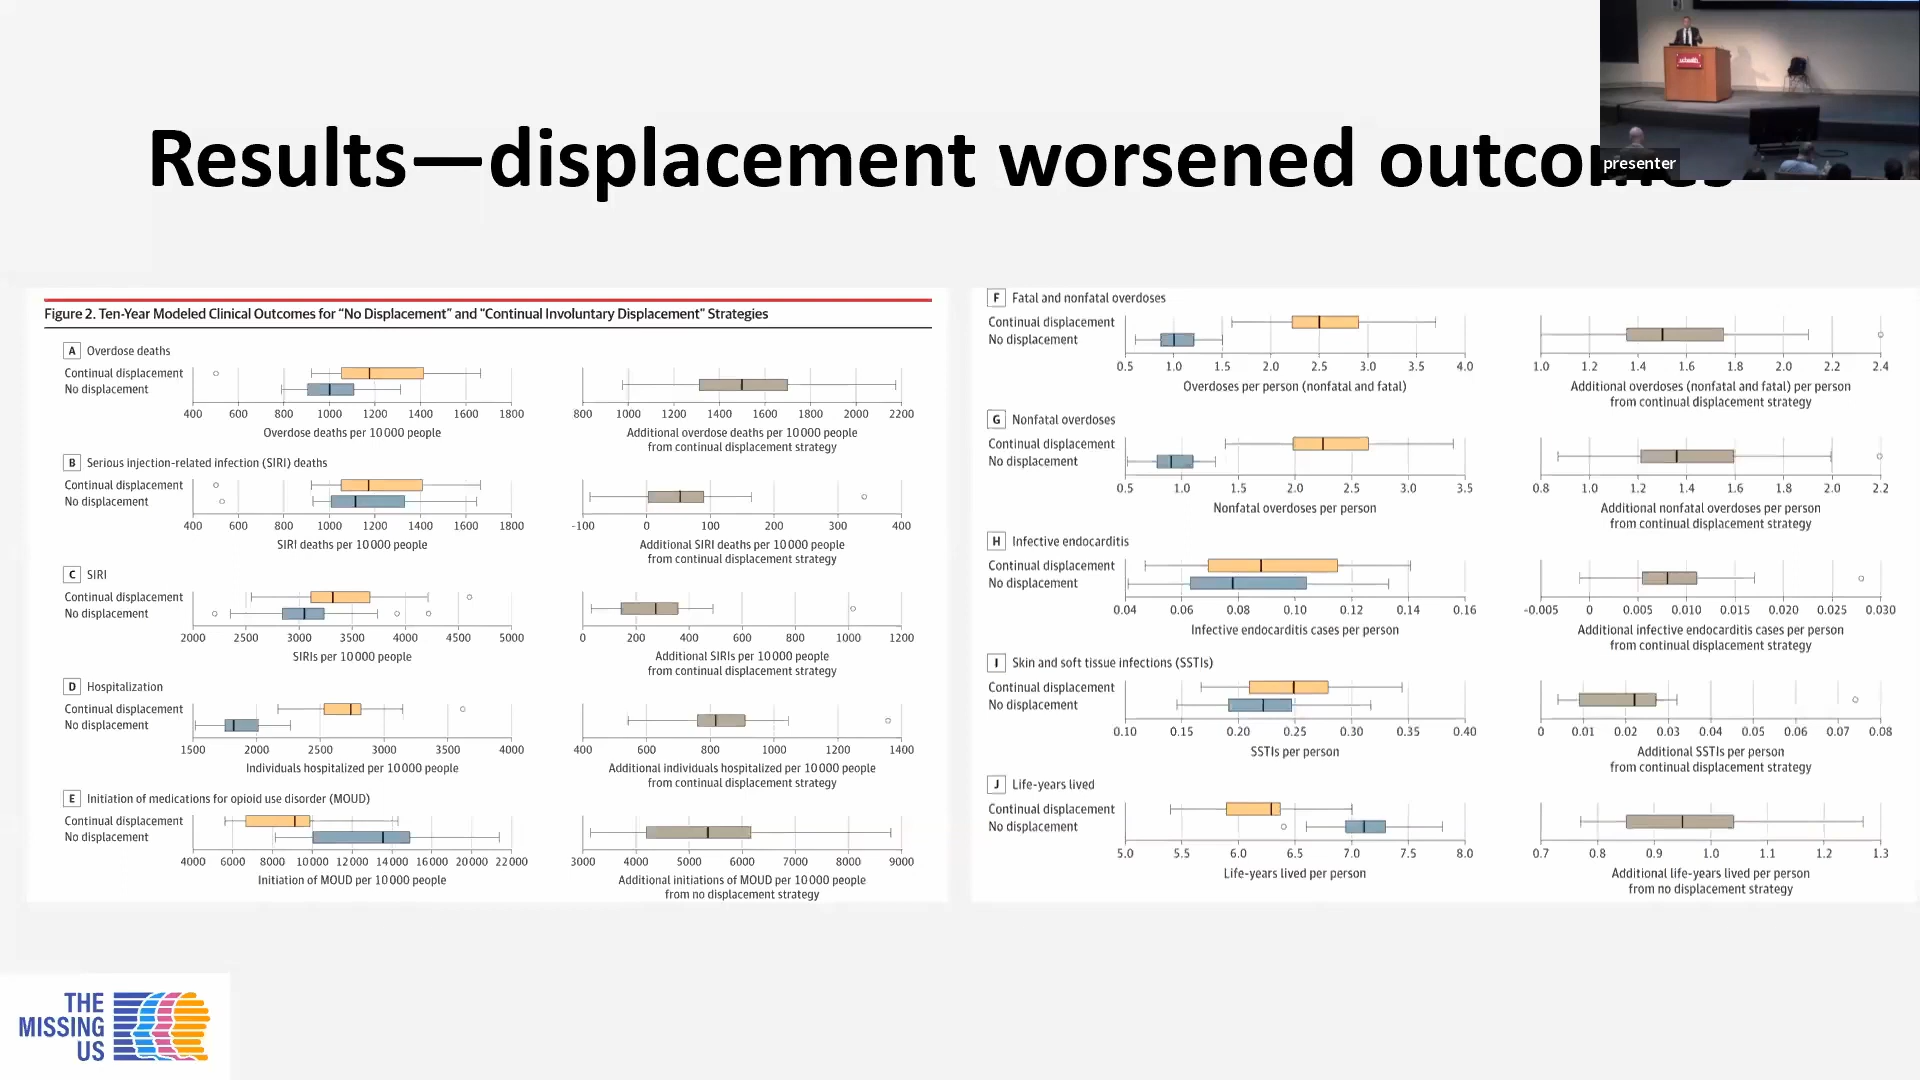 Results—displacement worsened outcomes
presenter
Figure 2. Ten-Year Modeled Clinical Outcomes for “No Displacement” and "Continual Involuntary Displacement" Strategies
A Overdose deaths
Continual displacement
No displacement
400 600 800 1000 1200 1400 1600 1800
Overdose deaths per 10 000 people
800 1000 1200 1400 1600 1800 2000 2200
Additional overdose deaths per 10 000 people
from continual displacement strategy
B Serious injection-related infection (SIRI) deaths
Continual displacement
No displacement
400 600 800 1000 1200 1400 1600 1800
SIRI deaths per 10 000 people
-100 0 100 200 300 400
Additional SIRI deaths per 10 000 people
from continual displacement strategy
C SIRI
Continual displacement
No displacement
2000 2500 3000 3500 4000 4500 5000
SIRIs per 10 000 people
0 200 400 600 800 1000 1200
Additional SIRIs per 10 000 people
from continual displacement strategy
D Hospitalization
Continual displacement
No displacement
1500 2000 2500 3000 3500 4000
Individuals hospitalized per 10 000 people
400 600 800 1000 1200 1400
Additional individuals hospitalized per 10 000 people
from continual displacement strategy
E Initiation of medications for opioid use disorder (MOUD)
Continual displacement
No displacement
4000 6000 8000 10 000 12 000 14 000 16 000 18 000 20 000 22 000
Initiation of MOUD per 10 000 people
3000 4000 5000 6000 7000 8000 9000
Additional initiations of MOUD per 10 000 people
from no displacement strategy
F Fatal and nonfatal overdoses
Continual displacement
No displacement
0.5 1.0 1.5 2.0 2.5 3.0 3.5 4.0
Overdoses per person (nonfatal and fatal)
1.0 1.2 1.4 1.6 1.8 2.0 2.2 2.4
Additional overdoses (nonfatal and fatal) per person
from continual displacement strategy
G Nonfatal overdoses
Continual displacement
No displacement
0.5 1.0 1.5 2.0 2.5 3.0 3.5
Nonfatal overdoses per person
0.8 1.0 1.2 1.4 1.6 1.8 2.0 2.2
Additional nonfatal overdoses per person
from continual displacement strategy
H Infective endocarditis
Continual displacement
No displacement
0.04 0.06 0.08 0.10 0.12 0.14 0.16
Infective endocarditis cases per person
-0.005 0 0.005 0.010 0.015 0.020 0.025 0.030
Additional infective endocarditis cases per person
from continual displacement strategy
I Skin and soft tissue infections (SSTIs)
Continual displacement
No displacement
0.10 0.15 0.20 0.25 0.30 0.35 0.40
SSTIs per person
0 0.01 0.02 0.03 0.04 0.05 0.06 0.07 0.08
Additional SSTIs per person
from continual displacement strategy
J Life-years lived
Continual displacement
No displacement
5.0 5.5 6.0 6.5 7.0 7.5 8.0
Life-years lived per person
0.7 0.8 0.9 1.0 1.1 1.2 1.3
Additional life-years lived per person
from no displacement strategy
THE
MISSING
US